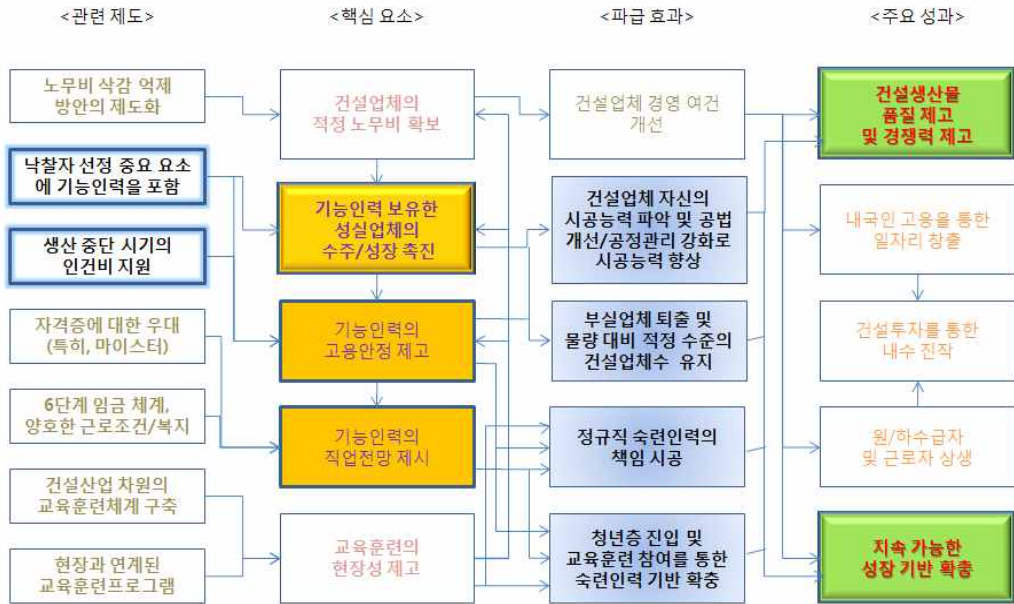 <관련 제도>
<핵심 요소>
<파급 효과>
<주요 성과>
노무비 삭감 억제
방안의 제도화
낙찰자 선정 중요 요소
에 기능인력을 포함
생산 중단 시기의
인건비 지원
자격증에 대한 우대
(특히, 마이스터)
6단계 임금 체계,
양호한 근로조건/복지
건설산업 차원의
교육훈련체계 구축
현장과 연계된
교육훈련프로그램
건설업체의
적정 노무비 확보
기능인력 보유한
성실업체의
수주/성장 촉진
기능인력의
고용안정 제고
기능인력의
직업전망 제시
교육훈련의
현장성 제고
건설업체 경영 여건
개선
건설업체 자신의
시공능력 파악 및 공법
개선/공정관리 강화로
시공능력 향상
부실업체 퇴출 및
물량 대비 적정 수준의
건설업체수 유지
정규직 숙련인력의
책임 시공
청년층 진입 및
교육훈련 참여를 통한
숙련인력 기반 확충
건설생산물
품질 제고
및 경쟁력 제고
내국인 고용을 통한
일자리 창출
건설투자를 통한
내수 진작
원/하수급자
및 근로자 상생
지속 가능한
성장 기반 확충